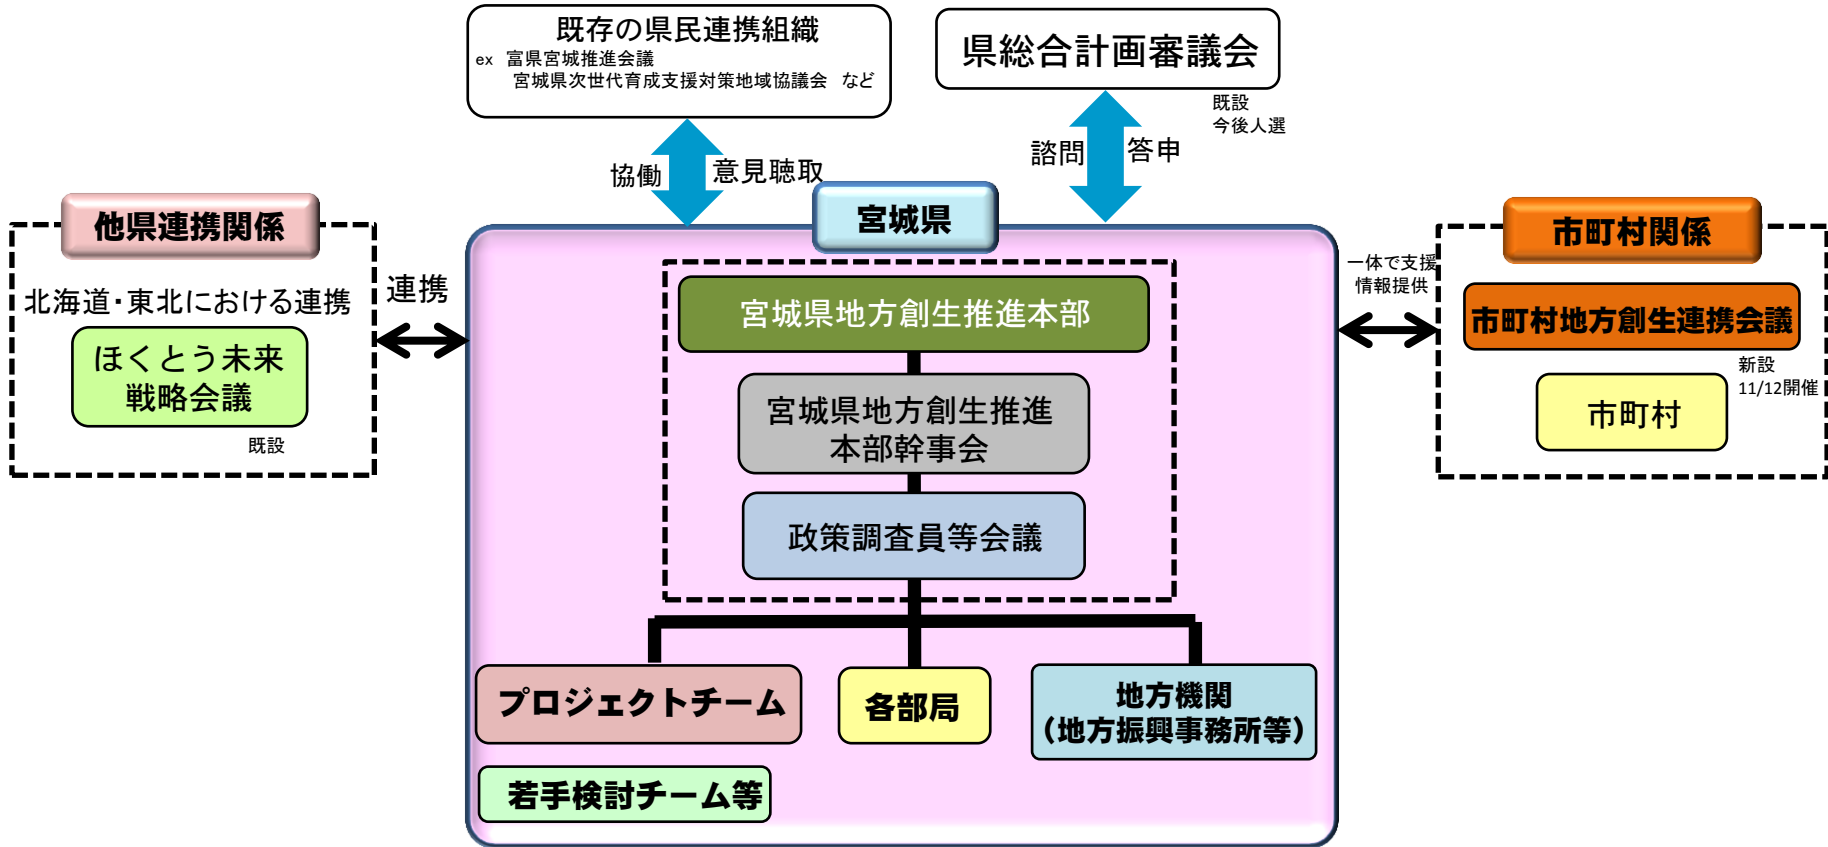 既存の県民連携組織
ex 富県宮城推進会議
宮城県次世代育成支援対策地域協議会 など
県総合計画審議会
既設
今後人選
協働
意見聴取
諮問
答申
他県連携関係
北海道・東北における連携
ほくとう未来
戦略会議
既設
連携
宮城県
宮城県地方創生推進本部
宮城県地方創生推進
本部幹事会
政策調査員等会議
プロジェクトチーム
各部局
地方機関
(地方振興事務所等)
若手検討チーム等
一体で支援
情報提供
市町村関係
市町村地方創生連携会議
新設
11/12開催
市町村